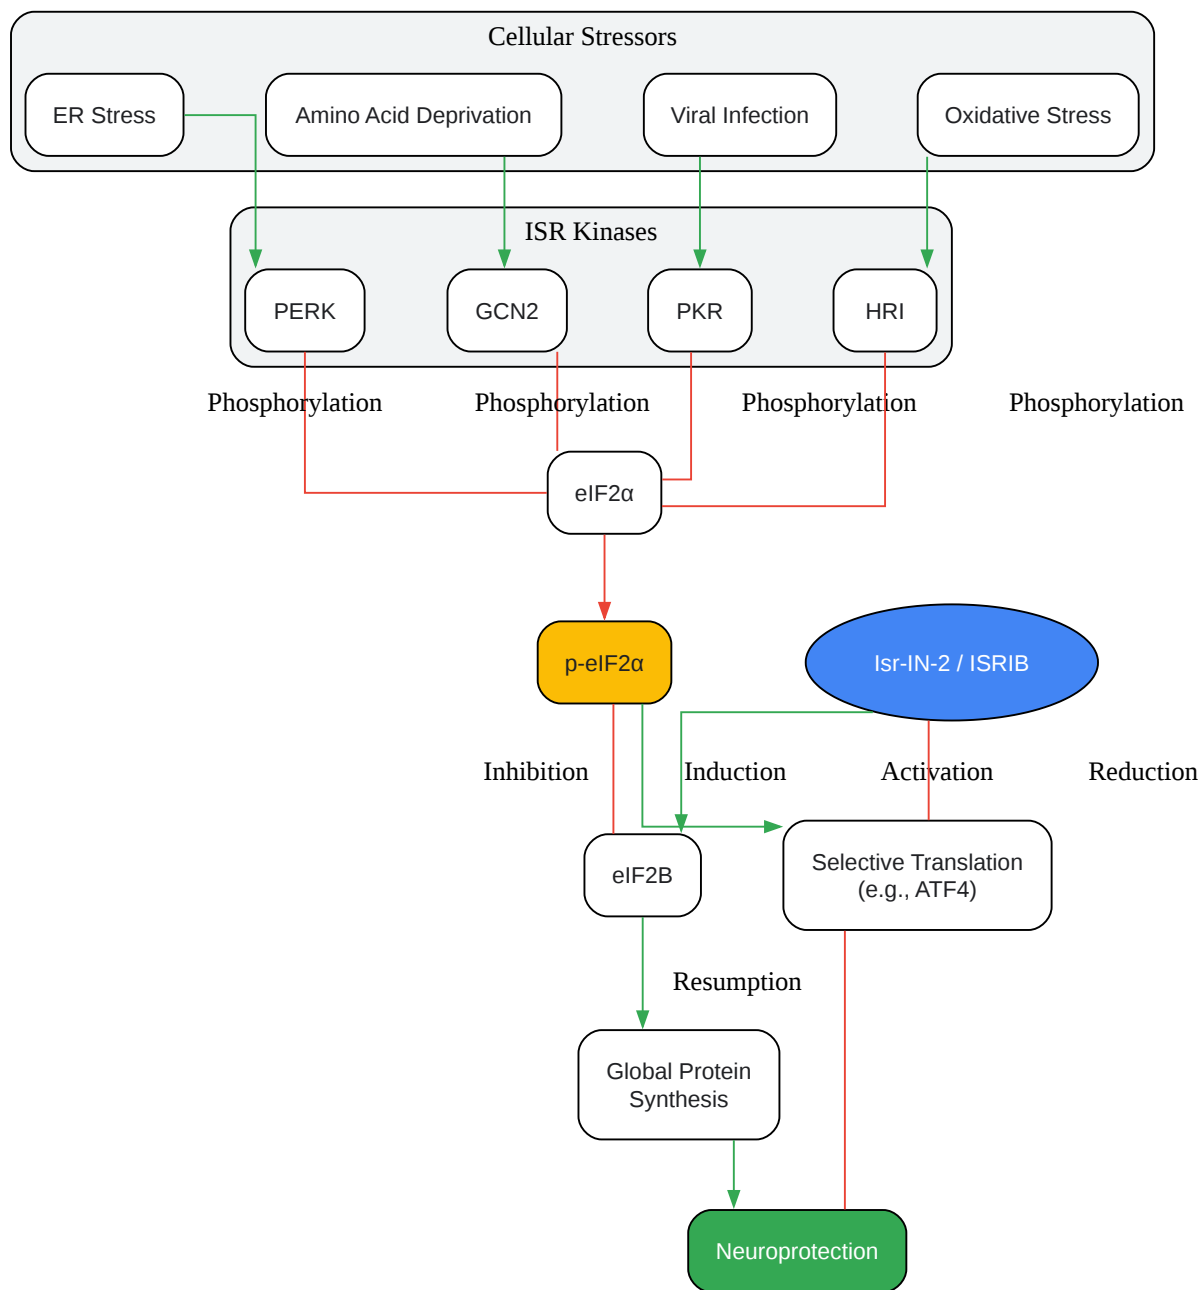 Cellular Stressors
ER Stress
Amino Acid Deprivation
Viral Infection
Oxidative Stress
ISR Kinases
PERK
GCN2
PKR
HRI
Phosphorylation
Phosphorylation
Phosphorylation
Phosphorylation
eIF2α
p-eIF2α
Isr-IN-2 / ISRIB
Inhibition
Induction
Activation
Reduction
eIF2B
Selective Translation
(e.g., ATF4)
Resumption
Global Protein
Synthesis
Neuroprotection